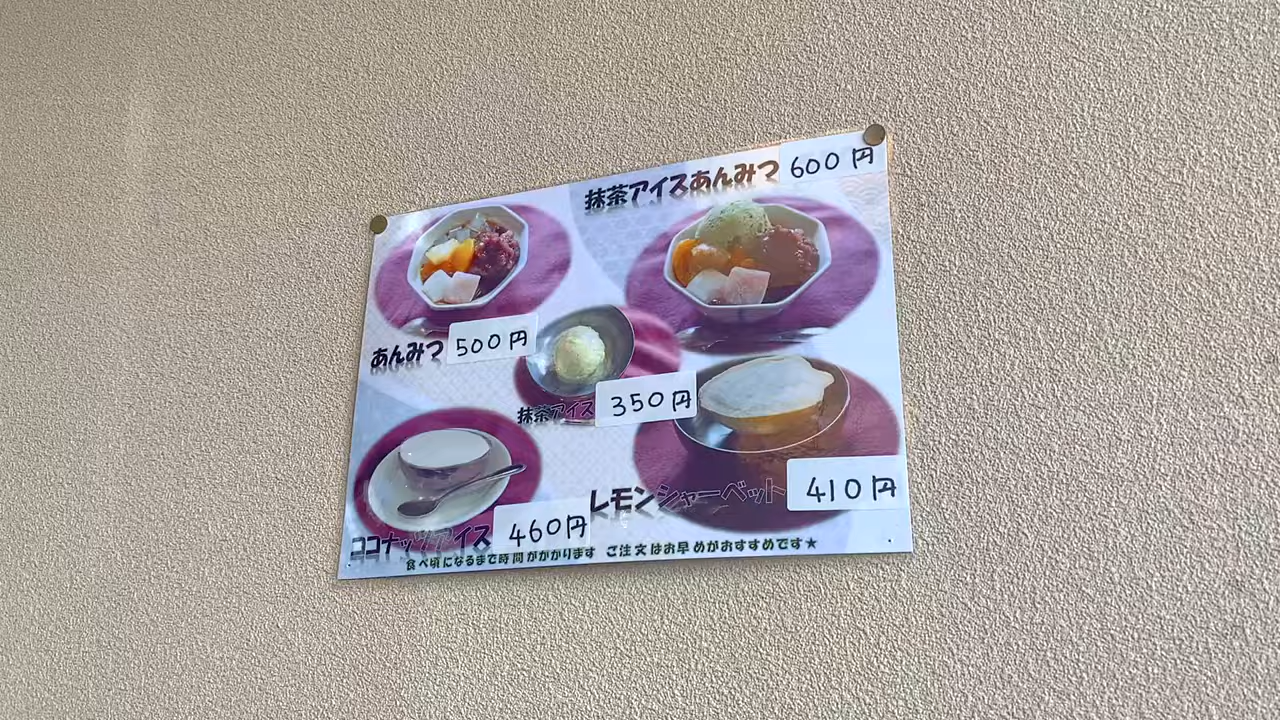 抹茶アイスあんみつ 600円
あんみつ 500円
抹茶アイス 350円
レモンシャーベット 410円
ココナッツアイス 460円
食べ頃になるまで時間がかかります ご注文はお早めがおすすめです★